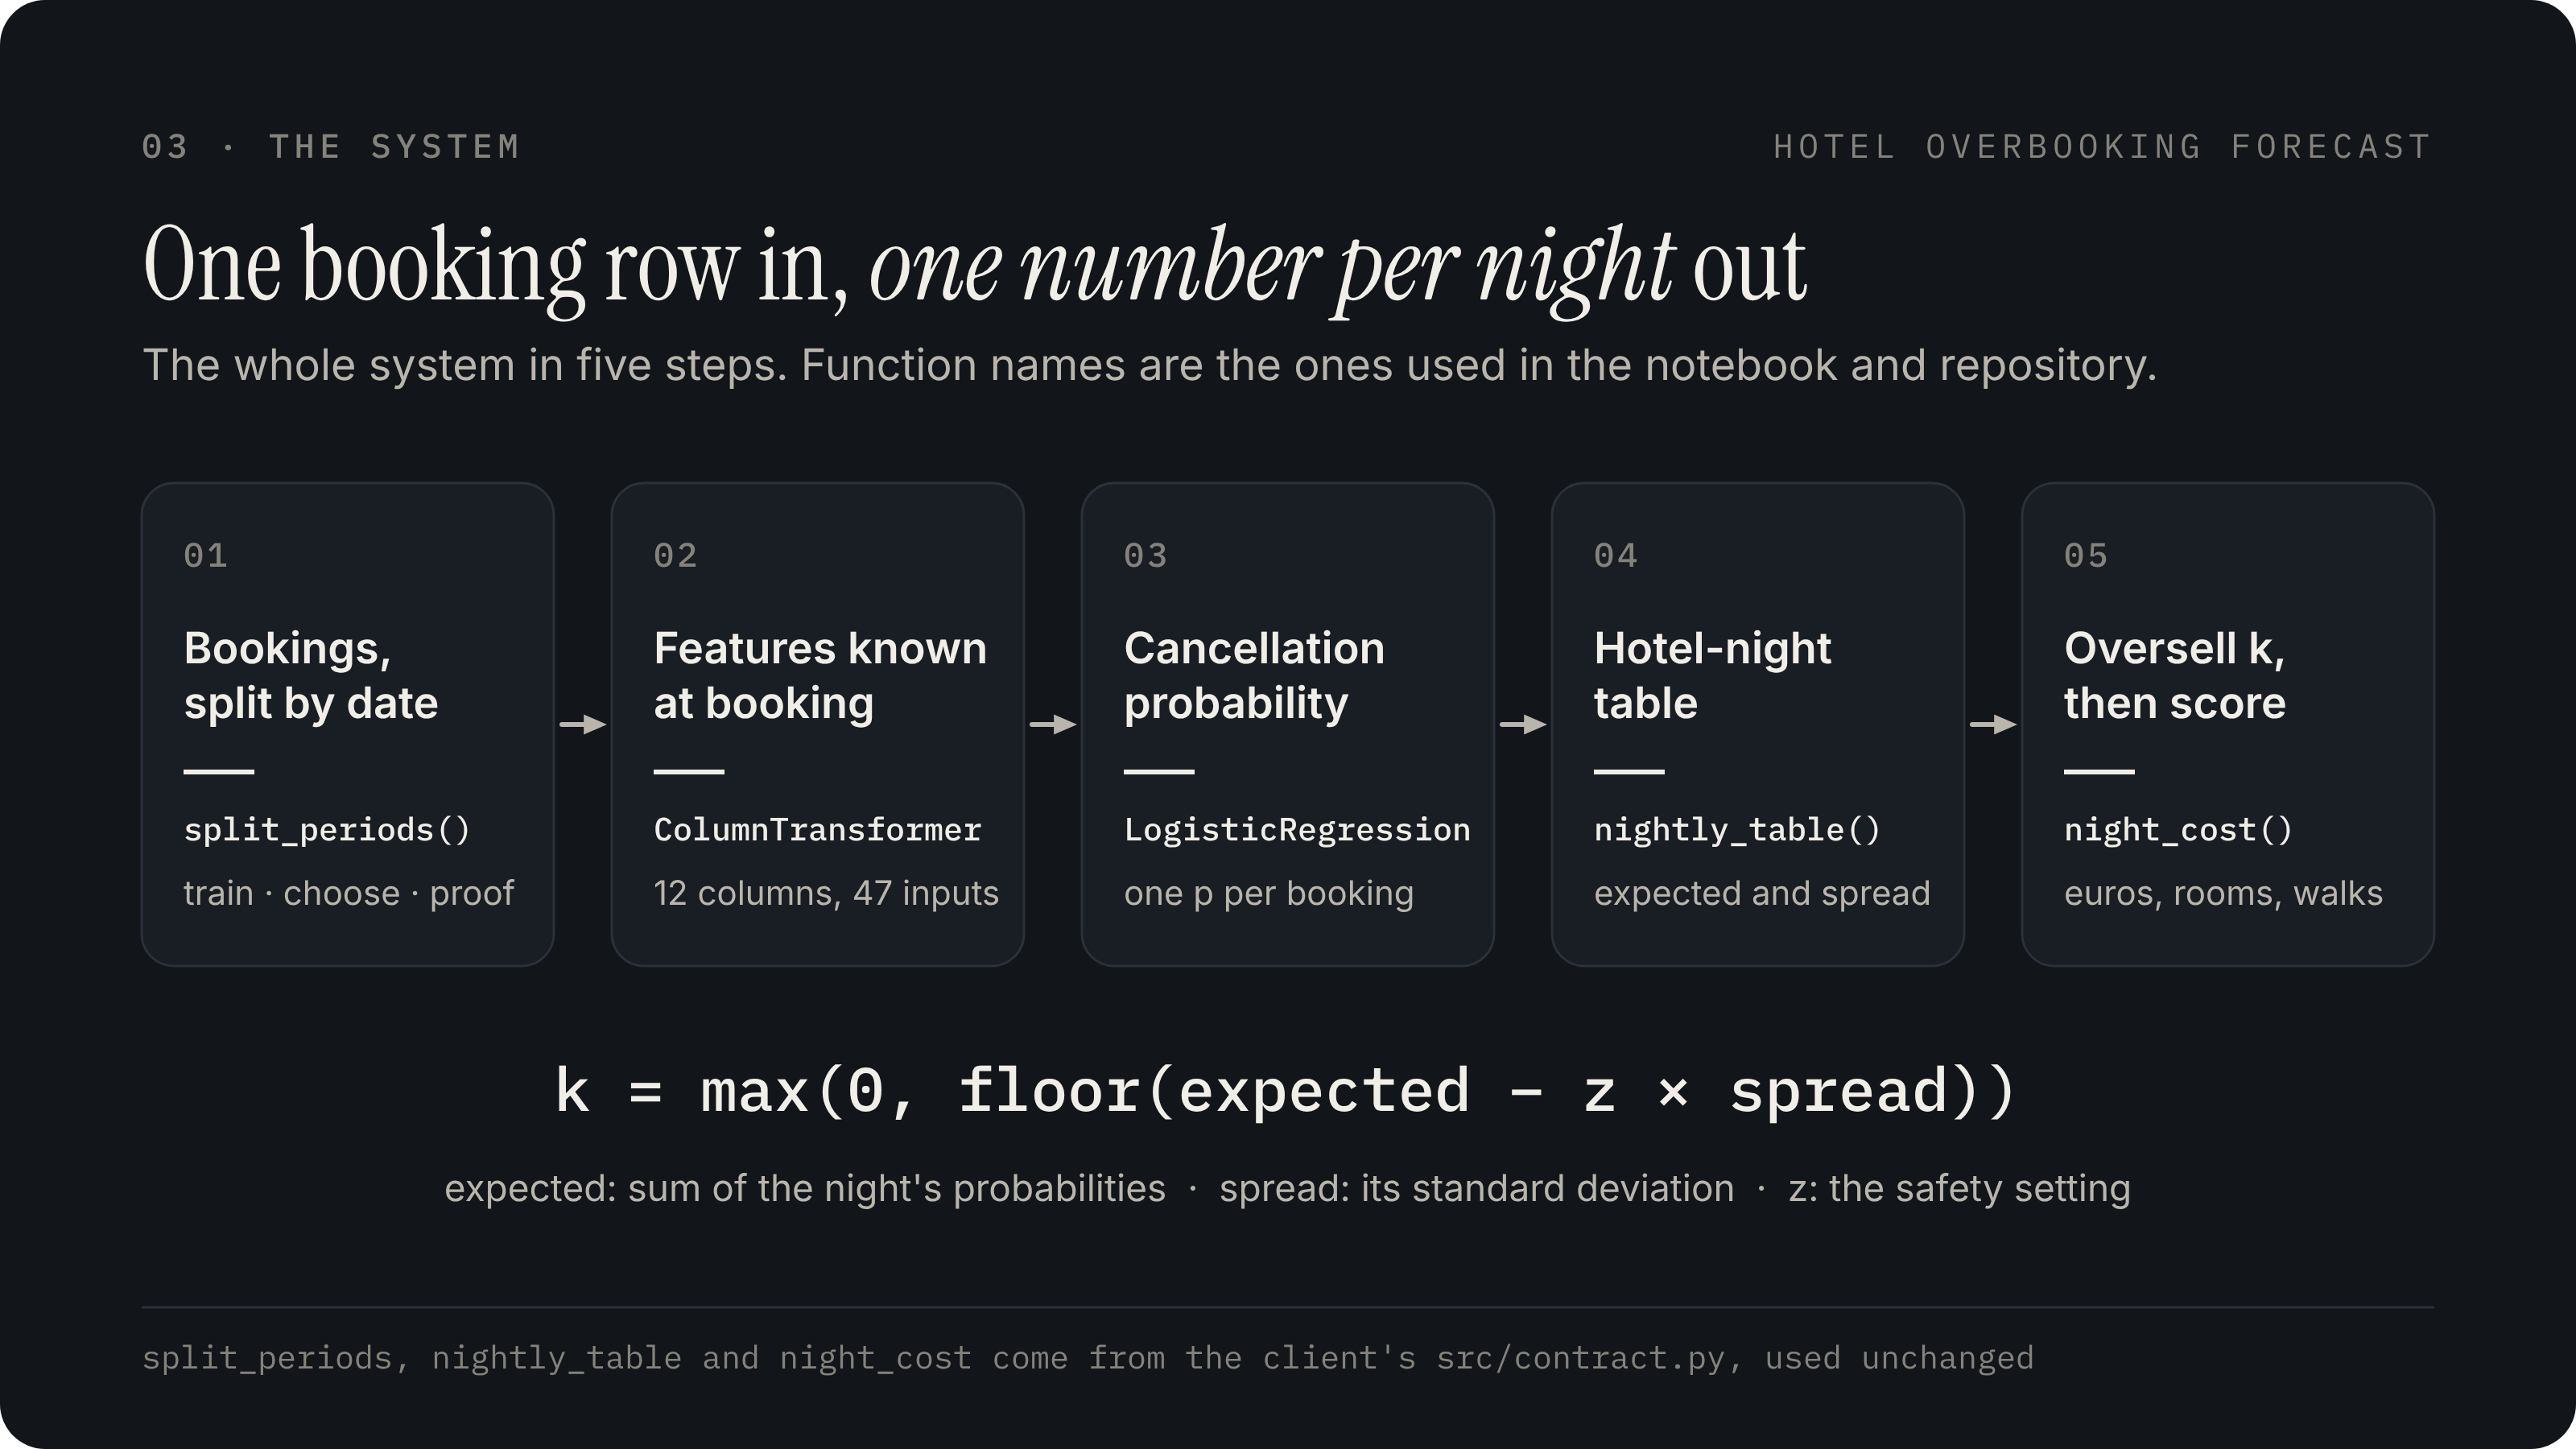 03 · THE SYSTEM
HOTEL OVERBOOKING FORECAST
One booking row in, one number per night out
The whole system in five steps. Function names are the ones used in the notebook and repository.
01
Bookings,
split by date
split_periods()
train · choose · proof
02
Features known
at booking
ColumnTransformer
12 columns, 47 inputs
03
Cancellation
probability
LogisticRegression
one p per booking
04
Hotel-night
table
nightly_table()
expected and spread
05
Oversell k,
then score
night_cost()
euros, rooms, walks
k = max(0, floor(expected − z × spread))
expected: sum of the night's probabilities · spread: its standard deviation · z: the safety setting
split_periods, nightly_table and night_cost come from the client's src/contract.py, used unchanged